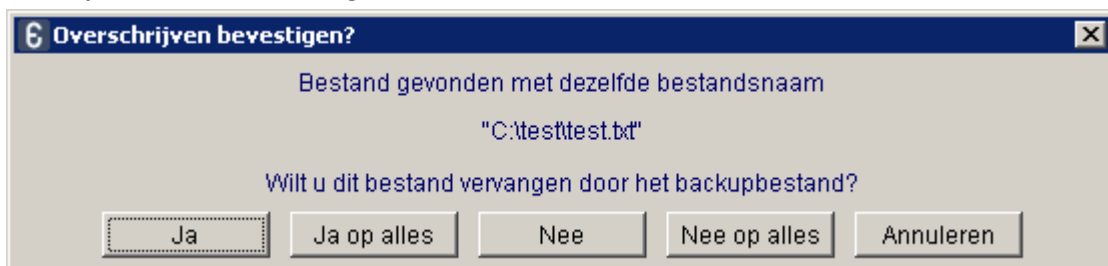 Overschrijven bevestigen?
Bestand gevonden met dezelfde bestandsnaam
"C:\test\test.txt"
Wilt u dit bestand vervangen door het backupbestand?
Ja Ja op alles Nee Nee op alles Annuleren